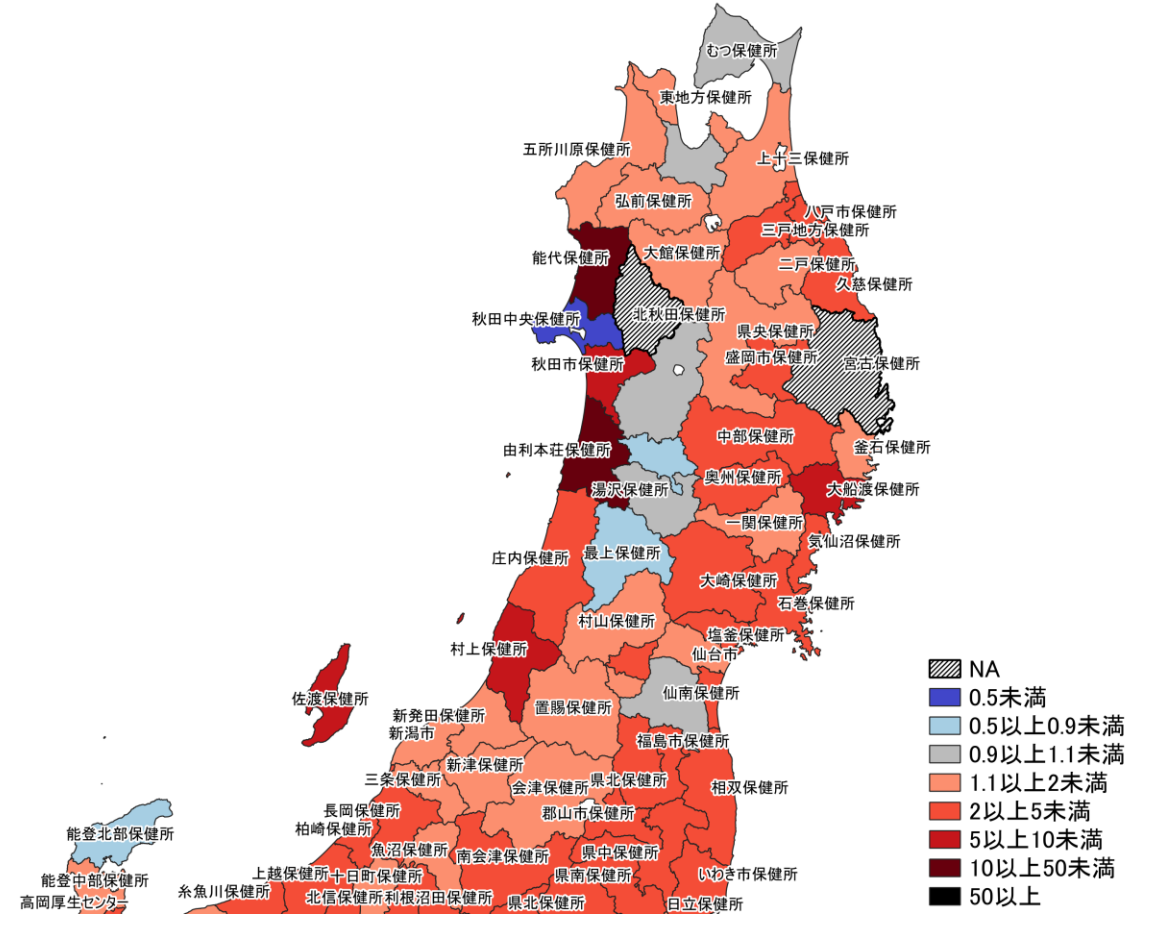 むつ保健所
東地方保健所
五所川原保健所
上十三保健所
弘前保健所
八戸市保健所
三戸地方保健所
大館保健所
能代保健所
二戸保健所
久慈保健所
北秋田保健所
秋田中央保健所
県央保健所
盛岡市保健所
宮古保健所
秋田市保健所
中部保健所
釜石保健所
由利本荘保健所
奥州保健所
湯沢保健所
大船渡保健所
一関保健所
気仙沼保健所
庄内保健所
最上保健所
大崎保健所
石巻保健所
村山保健所
塩釜保健所
仙台市
村上保健所
仙南保健所
佐渡保健所
置賜保健所
新発田保健所
新潟市
福島市保健所
新津保健所
三条保健所
会津保健所
県北保健所
相双保健所
長岡保健所
郡山市保健所
柏崎保健所
能登北部保健所
魚沼保健所
南会津保健所
県中保健所
上越保健所
十日町保健所
県南保健所
いわき市保健所
能登中部保健所
糸魚川保健所
北信保健所
利根沼田保健所
県北保健所
日立保健所
高岡厚生センター
NA
0.5未満
0.5以上0.9未満
0.9以上1.1未満
1.1以上2未満
2以上5未満
5以上10未満
10以上50未満
50以上